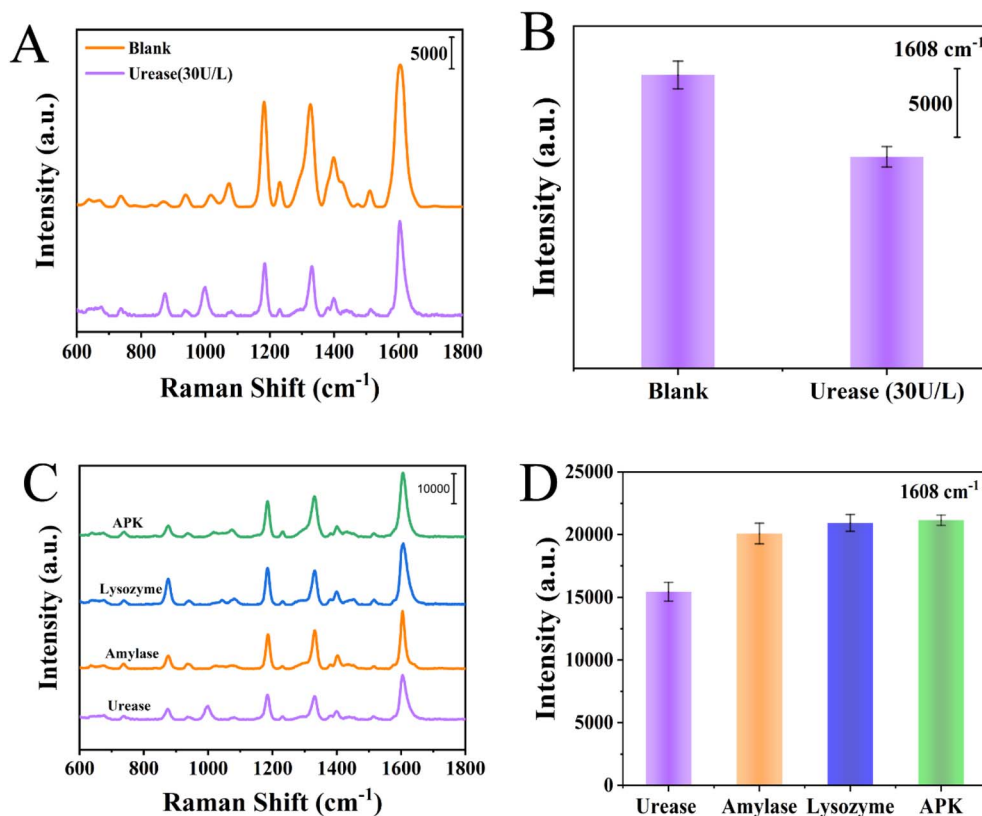 A
Blank
Urease(30U/L)
5000
Intensity (a.u.)
600 800 1000 1200 1400 1600 1800
Raman Shift (cm⁻¹)
B
1608 cm⁻¹
5000
Intensity (a.u.)
Blank Urease (30U/L)
C
10000
APK
Lysozyme
Amylase
Urease
Intensity (a.u.)
600 800 1000 1200 1400 1600 1800
Raman Shift (cm⁻¹)
D
1608 cm⁻¹
25000
20000
15000
10000
5000
0
Intensity (a.u.)
Urease Amylase Lysozyme APK